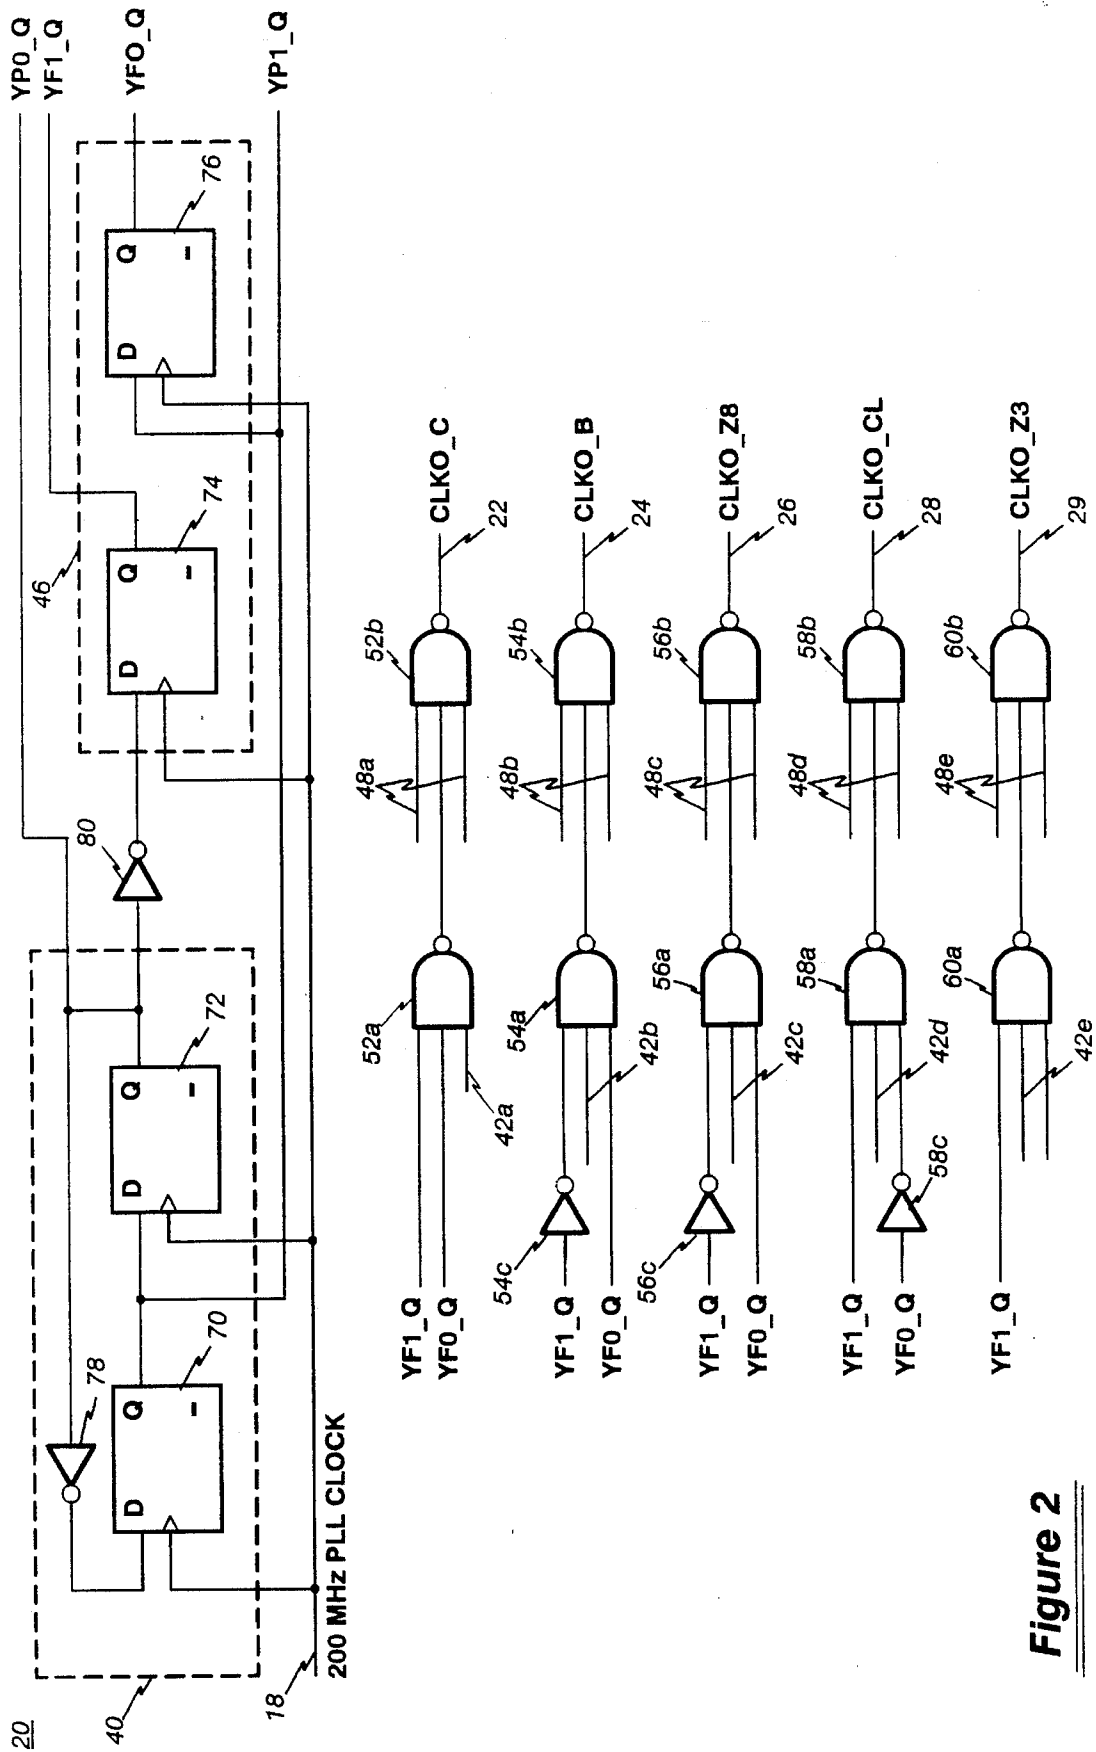 20
40
18
200 MHz PLL CLOCK
78
D
Q
70
D
Q
72
80
46
D
Q
74
D
Q
76
YP0_Q
YF1_Q
YFO_Q
YP1_Q
YF1_Q
YF0_Q
52a
42a
48a
52b
CLKO_C
22
YF1_Q
YF0_Q
54c
54a
42b
48b
54b
CLKO_B
24
YF1_Q
YF0_Q
56c
56a
42c
48c
56b
CLKO_Z8
26
YF1_Q
YF0_Q
58c
58a
42d
48d
58b
CLKO_CL
28
YF1_Q
60a
42e
48e
60b
CLKO_Z3
29
Figure 2